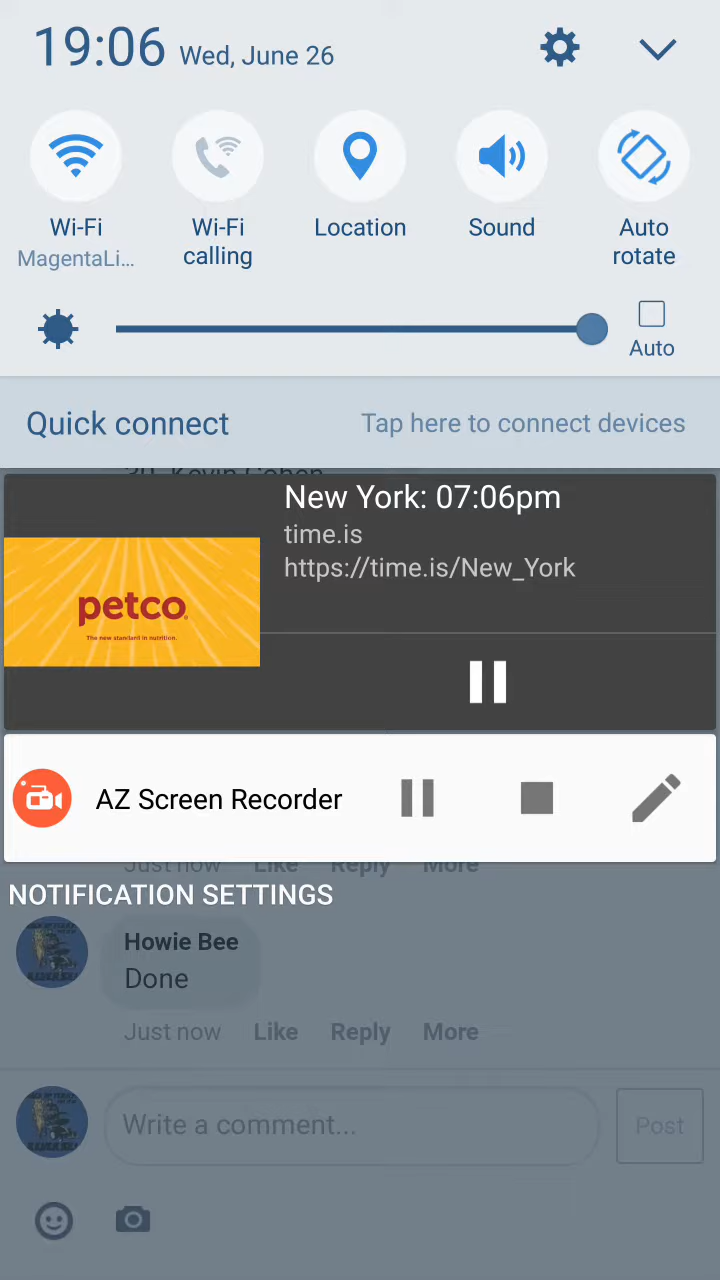 19:06 Wed, June 26
Wi-Fi
MagentaLi...
Wi-Fi
calling
Location
Sound
Auto
rotate
Auto
Quick connect
Tap here to connect devices
Kevin Cohen
New York: 07:06pm
time.is
https://time.is/New_York
petco
The new standard in nutrition.
AZ Screen Recorder
Just now Like Reply More
NOTIFICATION SETTINGS
Howie Bee
Done
Just now Like Reply More
Write a comment...
Post